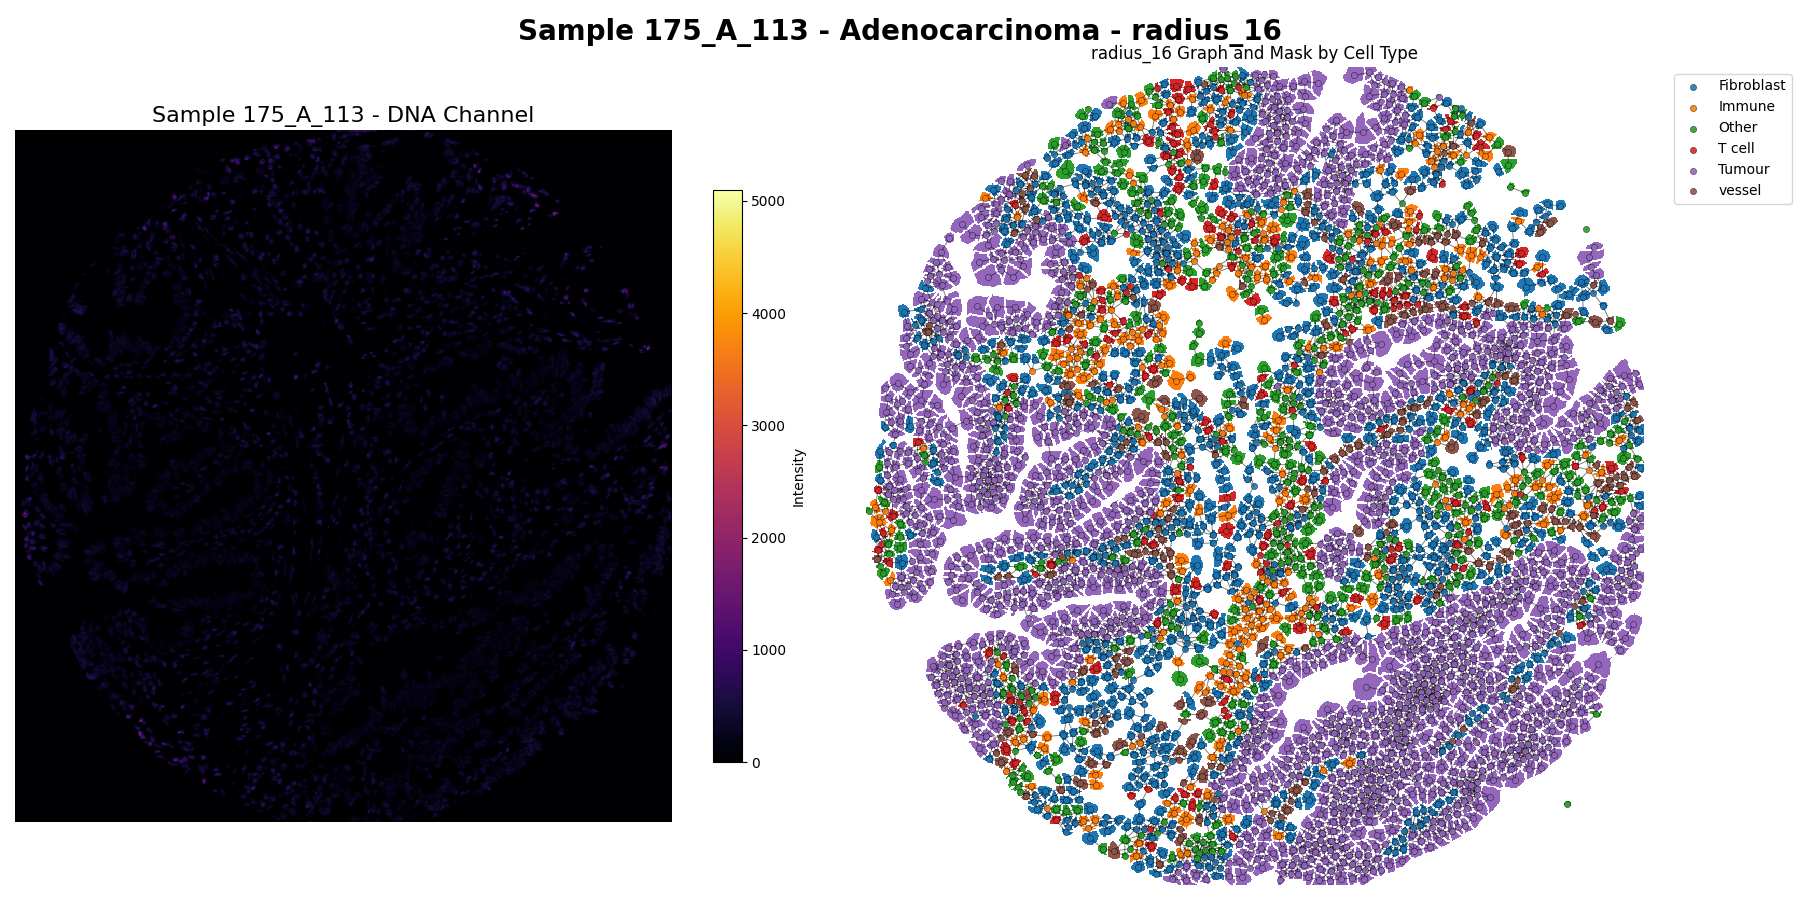 Sample 175_A_113 - Adenocarcinoma - radius_16
Sample 175_A_113 - DNA Channel
5000
4000
3000
2000
1000
0
Intensity
radius_16 Graph and Mask by Cell Type
Fibroblast
Immune
Other
T cell
Tumour
vessel